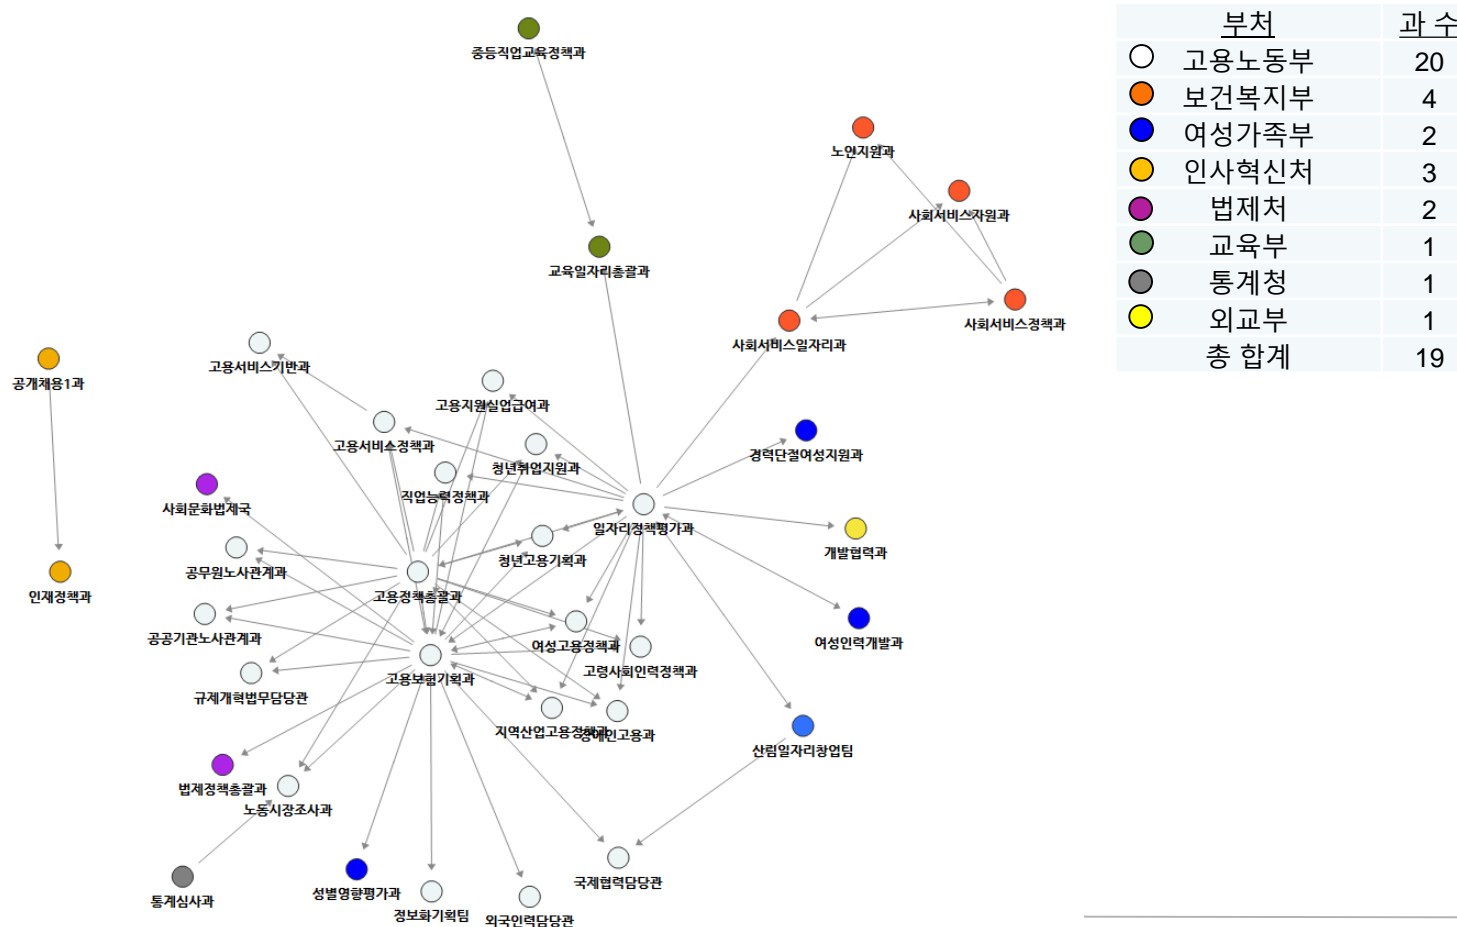 중등직업교육정책과
노인지원과
사회서비스자원과
교육일자리총괄과
사회서비스정책과
사회서비스일자리과
고용서비스기반과
공개채용1과
고용지원실업급여과
고용서비스정책과
경력단절여성지원과
청년취업지원과
직업능력정책과
사회문화법제국
일자리정책평가과
개발협력과
청년고용기획과
공무원노사관계과
인재정책과
고용정책총괄과
공공기관노사관계과
여성고용정책과
여성인력개발과
고령사회인력정책과
고용보험기획과
규제개혁법무담당관
지역산업고용정책과
장애인고용과
산림일자리창업팀
법제정책총괄과
노동시장조사과
국제협력담당관
성별영향평가과
통계심사과
정보화기획팀
외국인력담당관
부처 과 수
고용노동부 20
보건복지부 4
여성가족부 2
인사혁신처 3
법제처 2
교육부 1
통계청 1
외교부 1
총 합계 19